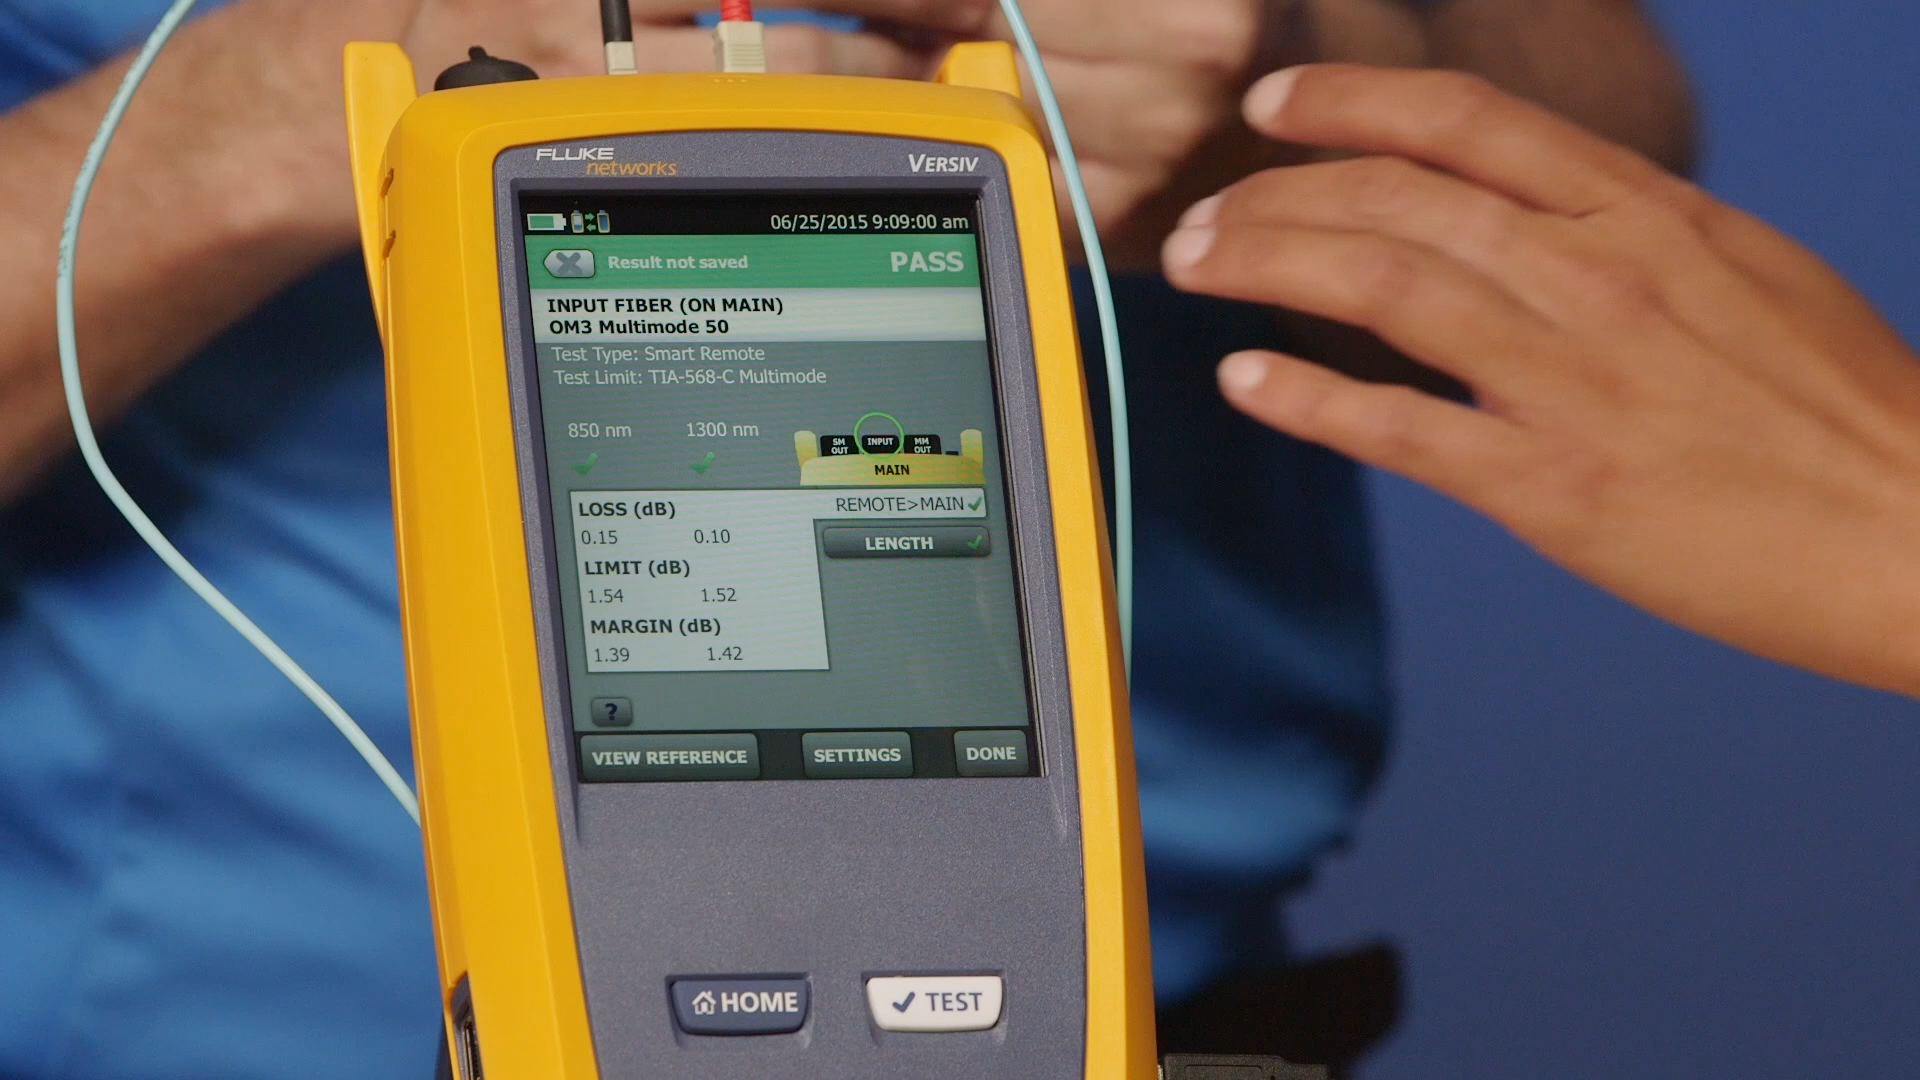 FLUKE
networks
VERSIV
06/25/2015 9:09:00 am
Result not saved
PASS
INPUT FIBER (ON MAIN)
OM3 Multimode 50
Test Type: Smart Remote
Test Limit: TIA-568-C Multimode
850 nm 1300 nm
SM OUT
INPUT
MM OUT
MAIN
REMOTE>MAIN
LENGTH
LOSS (dB)
0.15 0.10
LIMIT (dB)
1.54 1.52
MARGIN (dB)
1.39 1.42
?
VIEW REFERENCE SETTINGS DONE
HOME TEST